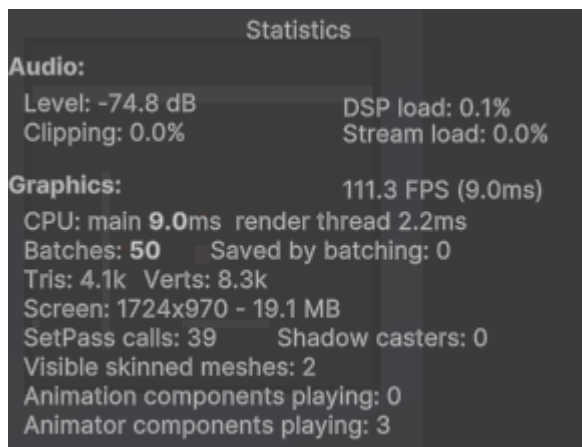 Statistics
Audio:
Level: -74.8 dB DSP load: 0.1%
Clipping: 0.0% Stream load: 0.0%
Graphics: 111.3 FPS (9.0ms)
CPU: main 9.0ms render thread 2.2ms
Batches: 50 Saved by batching: 0
Tris: 4.1k Verts: 8.3k
Screen: 1724x970 - 19.1 MB
SetPass calls: 39 Shadow casters: 0
Visible skinned meshes: 2
Animation components playing: 0
Animator components playing: 3